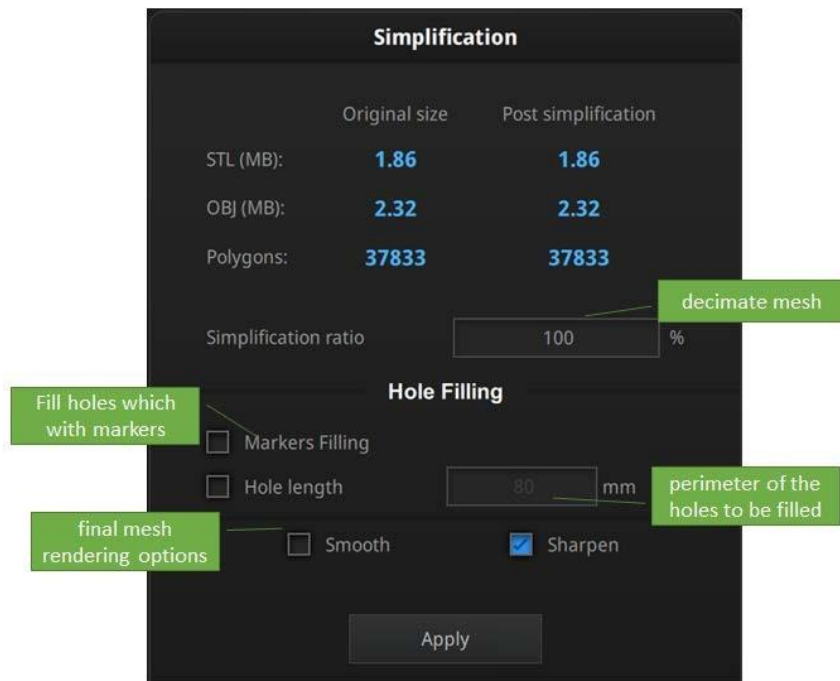 Simplification
Original size Post simplification
STL (MB): 1.86 1.86
OBJ (MB): 2.32 2.32
Polygons: 37833 37833
decimate mesh
Simplification ratio 100 %
Hole Filling
Fill holes which
with markers
Markers Filling
Hole length 80 mm
perimeter of the
holes to be filled
final mesh
rendering options
Smooth Sharpen
Apply